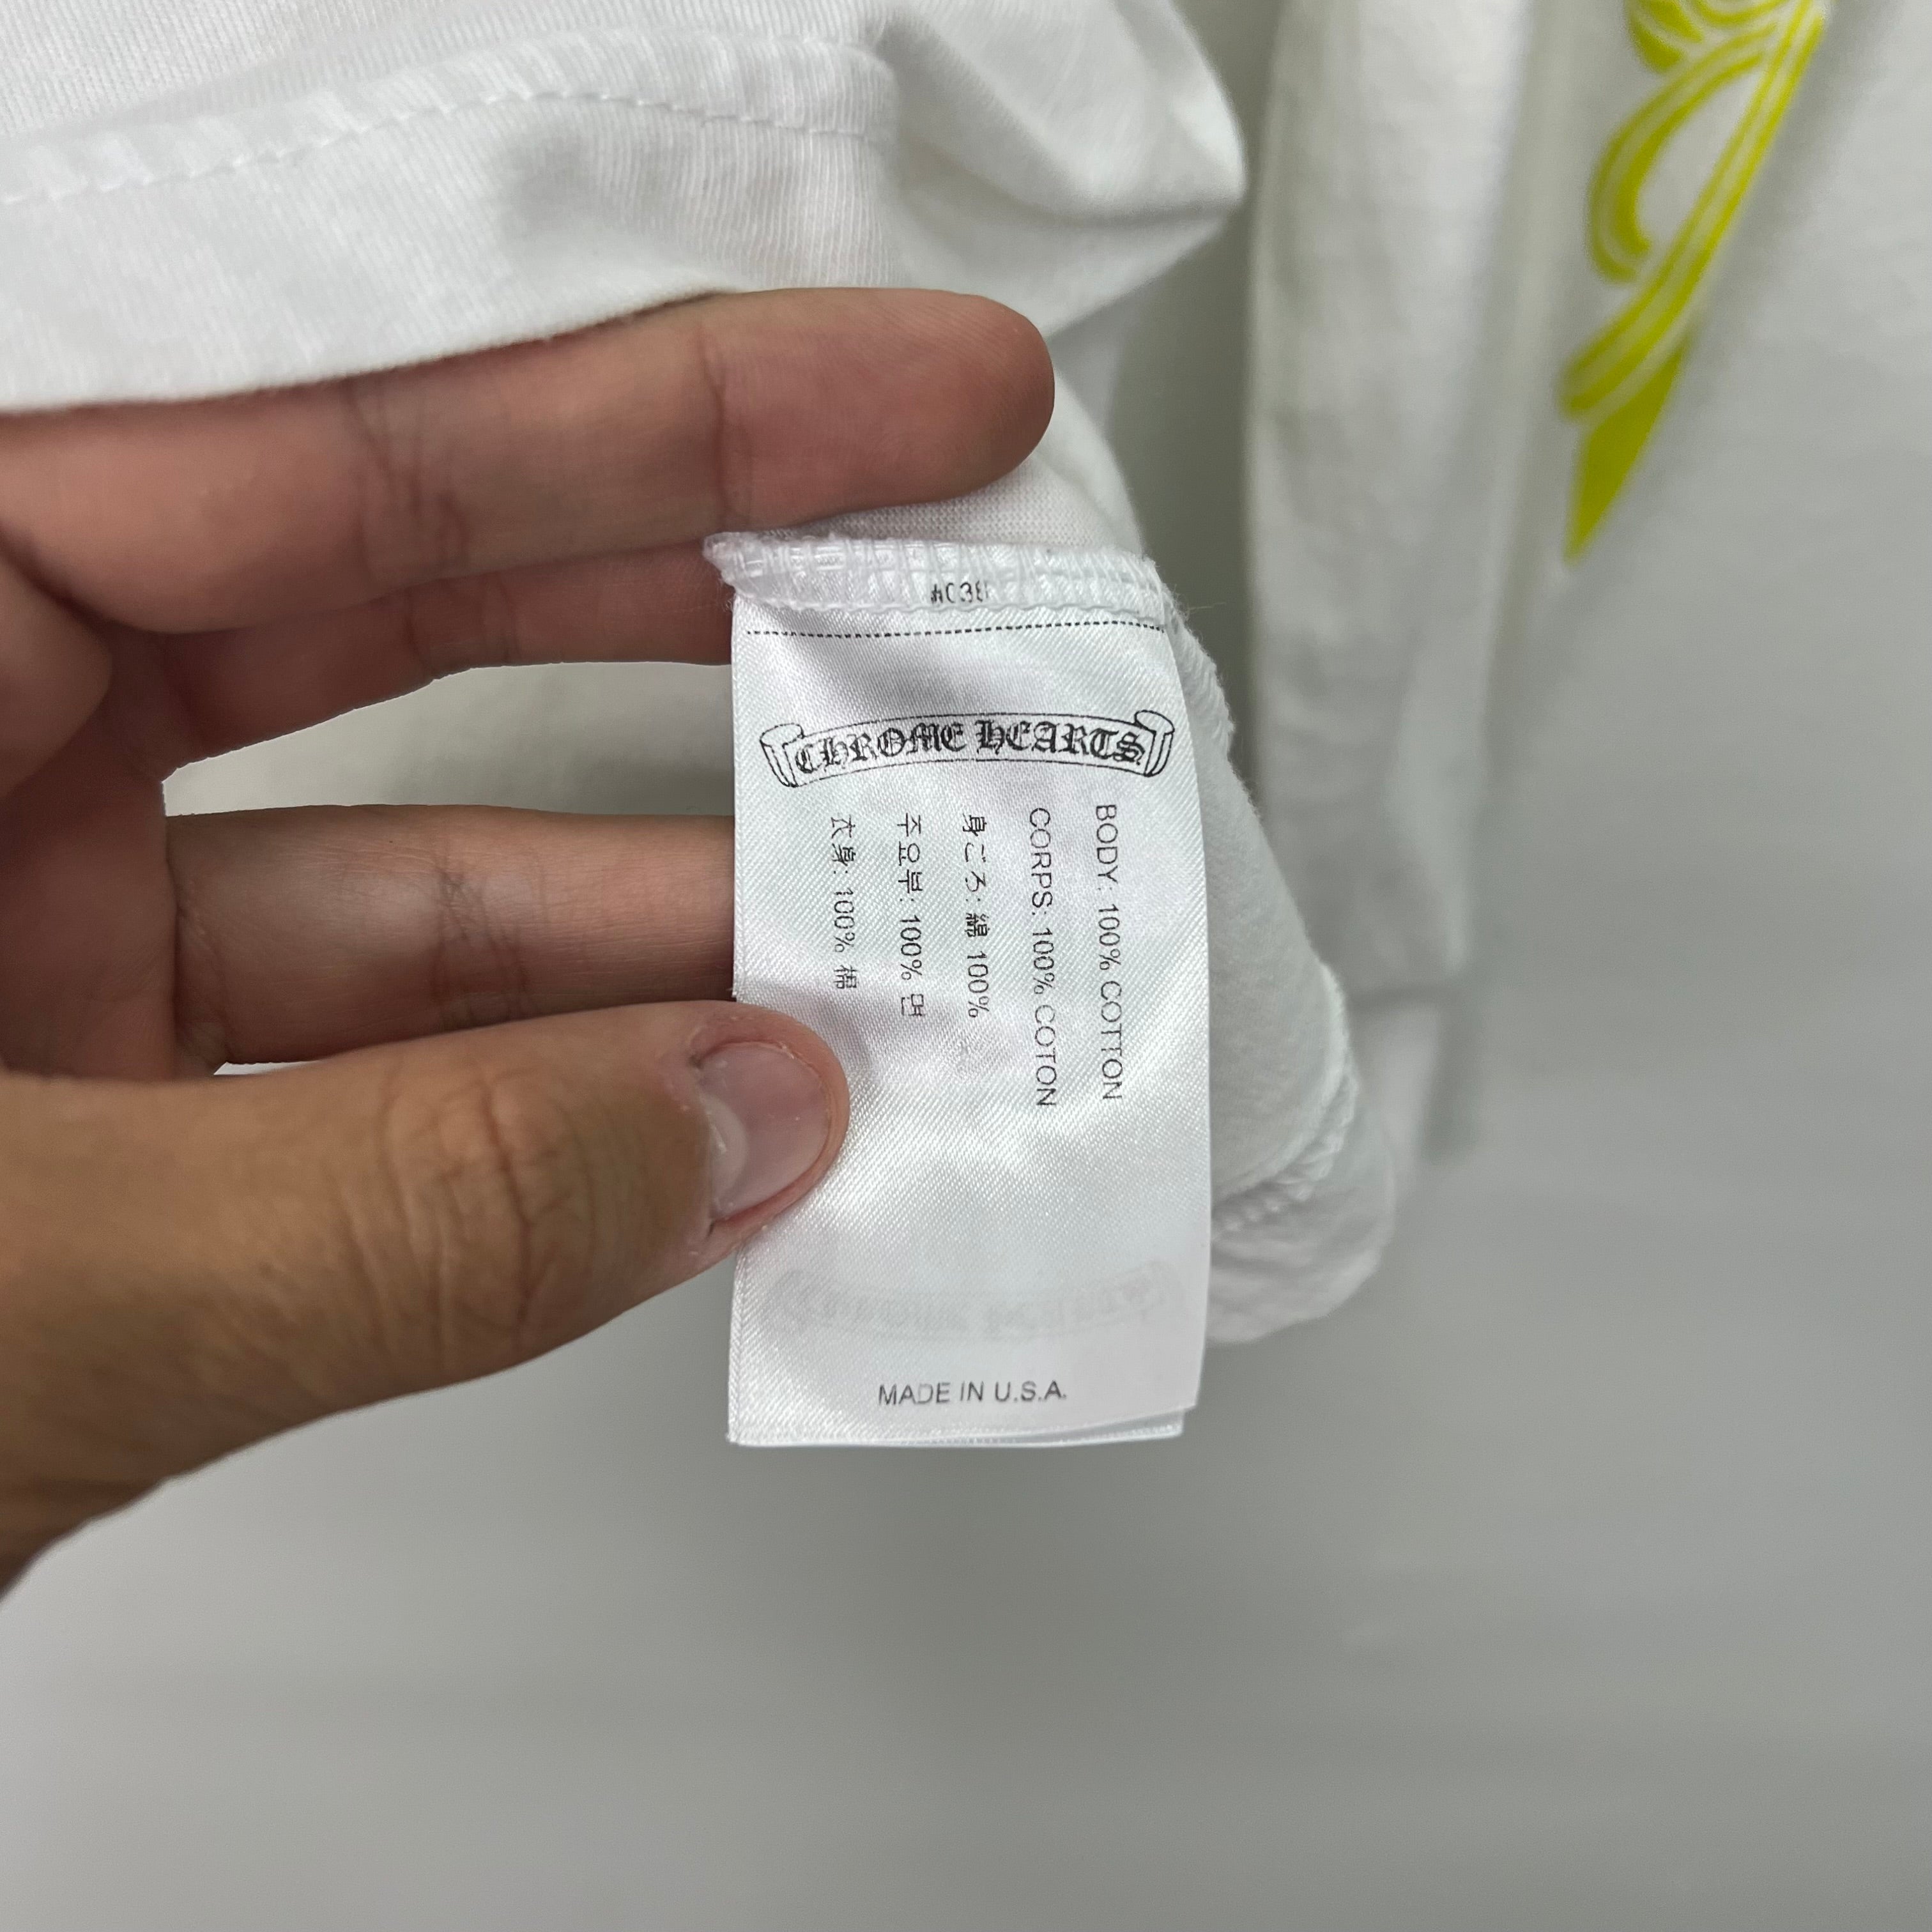 CHROME HEARTS
BODY: 100% COTTON
CORPS: 100% COTON
身ごろ: 綿 100%
주요부: 100% 면
衣身: 100% 棉
MADE IN U.S.A.